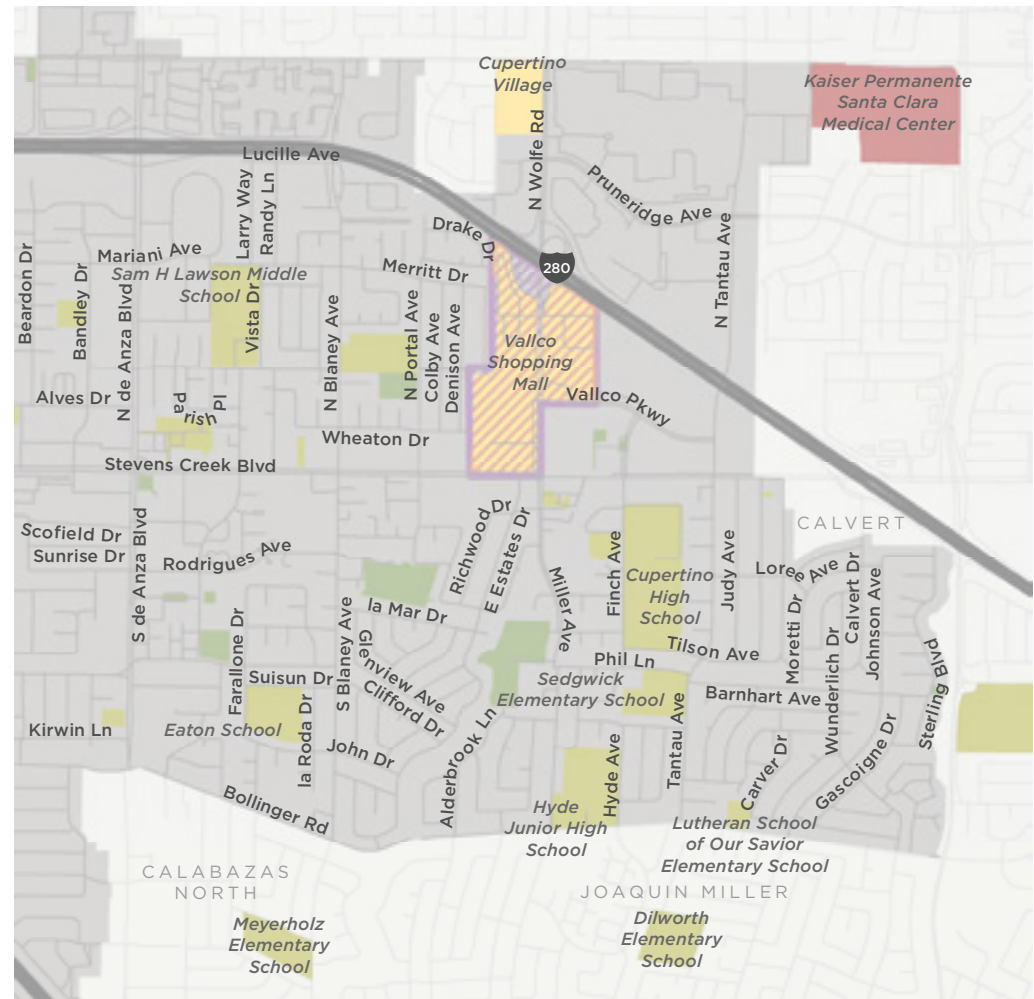 Cupertino
Village
Kaiser Permanente
Santa Clara
Medical Center
N Wolfe Rd
Lucille Ave
Larry Way
Randy Ln
Pruneridge Ave
Drake Dr
N Tantau Ave
Beardon Dr
Mariani Ave
Merritt Dr
280
Bandley Dr
Sam H Lawson Middle
School
N de Anza Blvd
Vista Dr
N Blaney Ave
N Portal Ave
Colby Ave
Denison Ave
Vallco
Shopping
Mall
Alves Dr
Parish Pl
Vallco Pkwy
Wheaton Dr
Stevens Creek Blvd
Scofield Dr
Sunrise Dr
S de Anza Blvd
Rodrigues Ave
Richwood Dr
E Estates Dr
Miller Ave
Finch Ave
Cupertino
High
School
Judy Ave
CALVERT
Loree Ave
Moretti Dr
Calvert Dr
Johnson Ave
la Mar Dr
Farallone Dr
S Blaney Ave
Glenview Ave
Clifford Dr
Phil Ln
Tilson Ave
Wunderlich Dr
Sterling Blvd
Suisun Dr
Sedgwick
Elementary School
Barnhart Ave
Tantau Ave
Kirwin Ln
Eaton School
la Roda Dr
John Dr
Alderbrook Ln
Hyde Ave
Carver Dr
Gascoigne Dr
Bollinger Rd
Hyde
Junior High
School
Lutheran School
of Our Savior
Elementary School
CALABAZAS
NORTH
JOAQUIN MILLER
Meyerholz
Elementary
School
Dilworth
Elementary
School